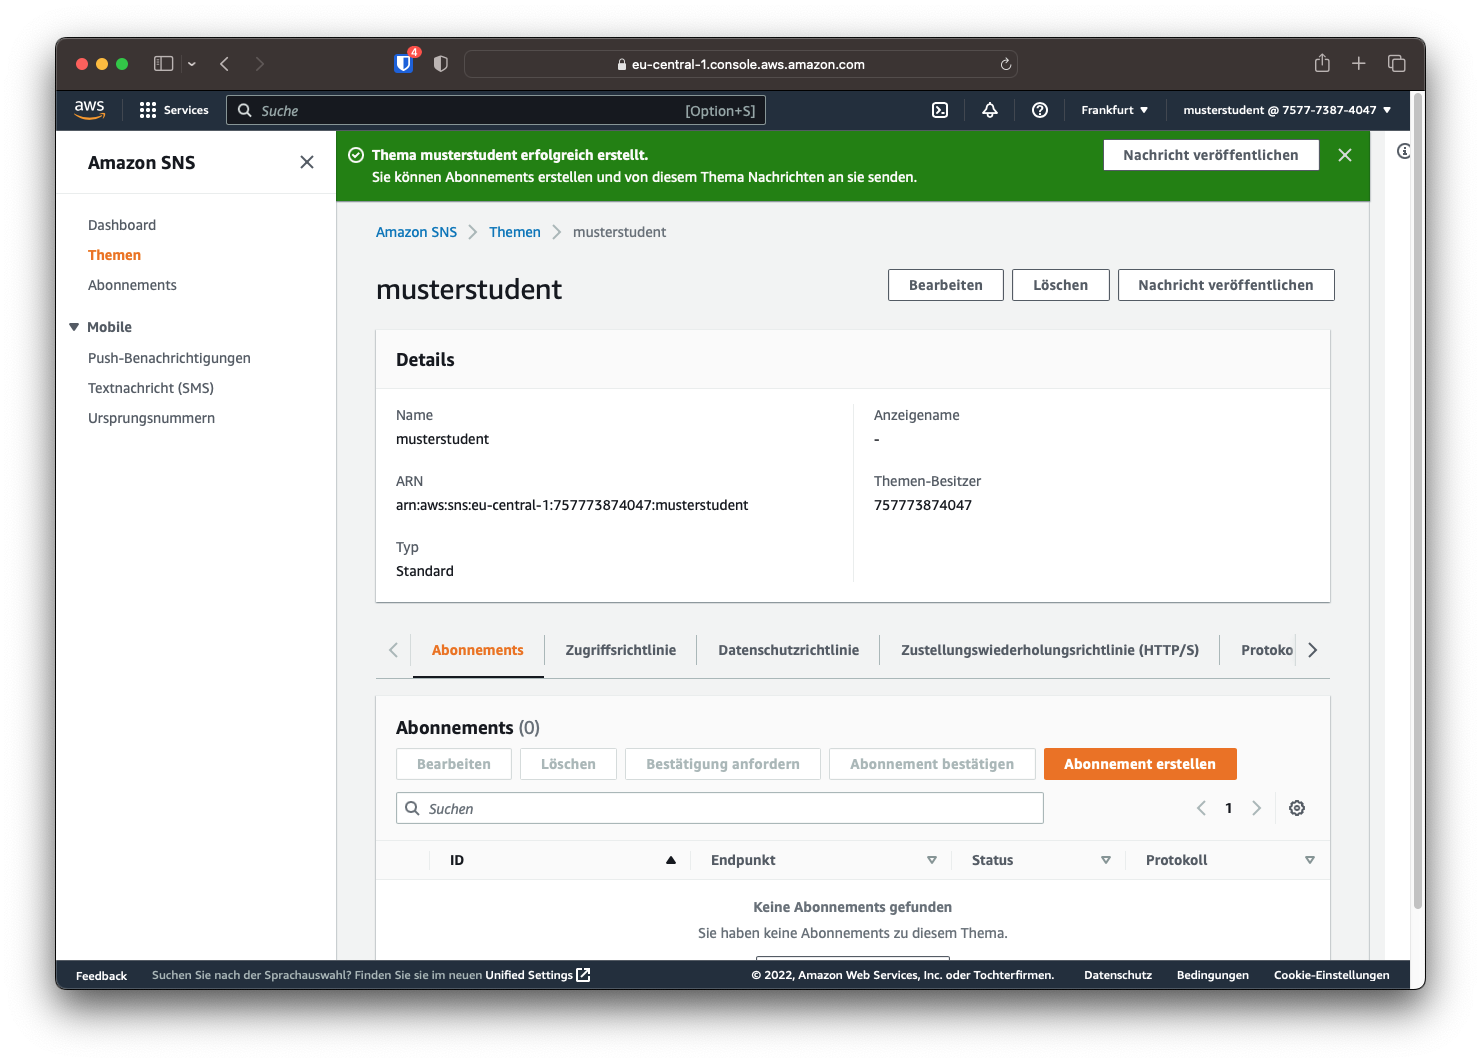 4
eu-central-1.console.aws.amazon.com
aws
Services
Suche
[Option+S]
Frankfurt
musterstudent @ 7577-7387-4047
Amazon SNS
Dashboard
Themen
Abonnements
Mobile
Push-Benachrichtigungen
Textnachricht (SMS)
Ursprungsnummern
Thema musterstudent erfolgreich erstellt.
Sie können Abonnements erstellen und von diesem Thema Nachrichten an sie senden.
Nachricht veröffentlichen
Amazon SNS
Themen
musterstudent
musterstudent
Bearbeiten
Löschen
Nachricht veröffentlichen
Details
Name
musterstudent
ARN
arn:aws:sns:eu-central-1:757773874047:musterstudent
Typ
Standard
Anzeigename
-
Themen-Besitzer
757773874047
Abonnements
Zugriffsrichtlinie
Datenschutzrichtlinie
Zustellungswiederholungsrichtlinie (HTTP/S)
Protoko
Abonnements (0)
Bearbeiten
Löschen
Bestätigung anfordern
Abonnement bestätigen
Abonnement erstellen
Suchen
1
ID
Endpunkt
Status
Protokoll
Keine Abonnements gefunden
Sie haben keine Abonnements zu diesem Thema.
Feedback
Suchen Sie nach der Sprachauswahl? Finden Sie sie im neuen Unified Settings
© 2022, Amazon Web Services, Inc. oder Tochterfirmen.
Datenschutz
Bedingungen
Cookie-Einstellungen